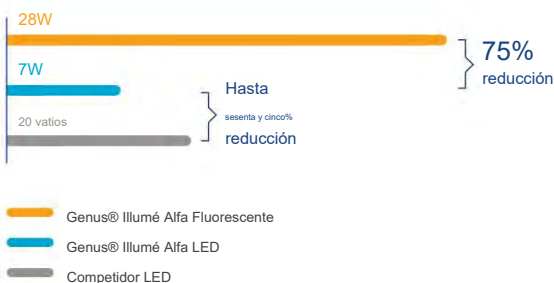 28W
75%
reducción
7W
Hasta
sesenta y cinco%
reducción
20 vatios
Genus® Illumé Alfa Fluorescente
Genus® Illumé Alfa LED
Competidor LED